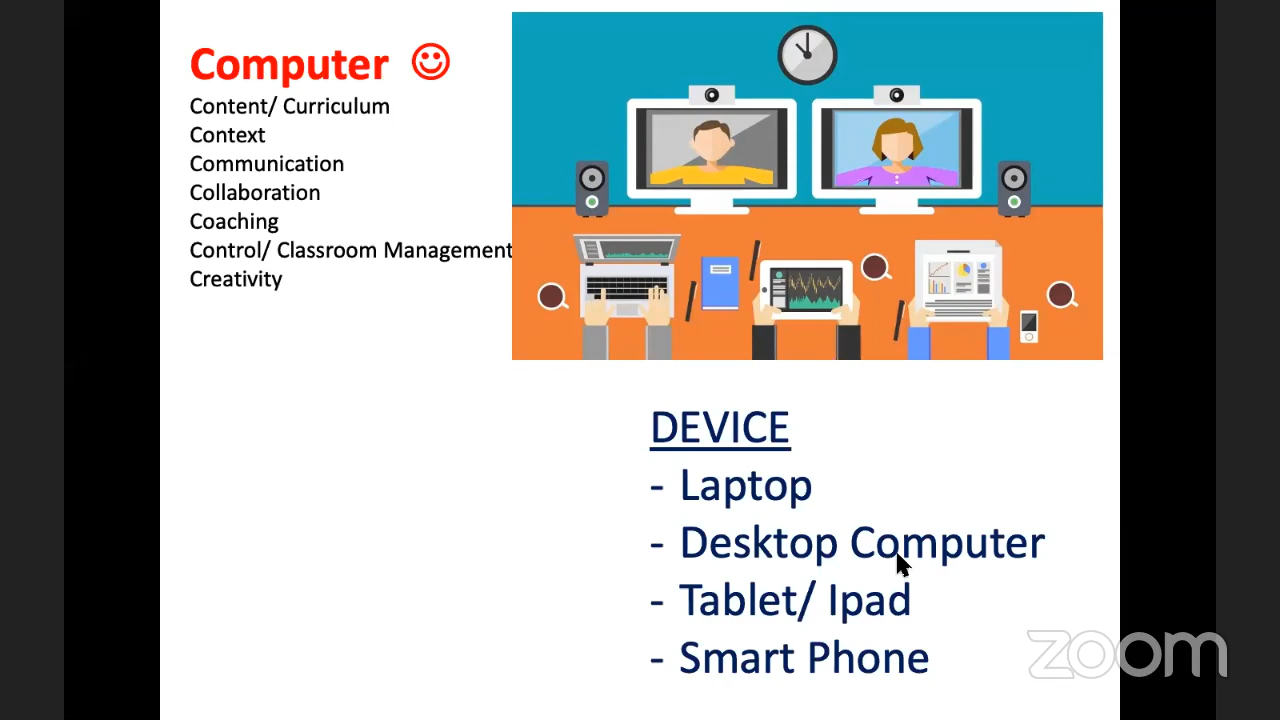 Computer ☺
Content/ Curriculum
Context
Communication
Collaboration
Coaching
Control/ Classroom Management
Creativity
DEVICE
- Laptop
- Desktop Computer
- Tablet/ Ipad
- Smart Phone
zoom